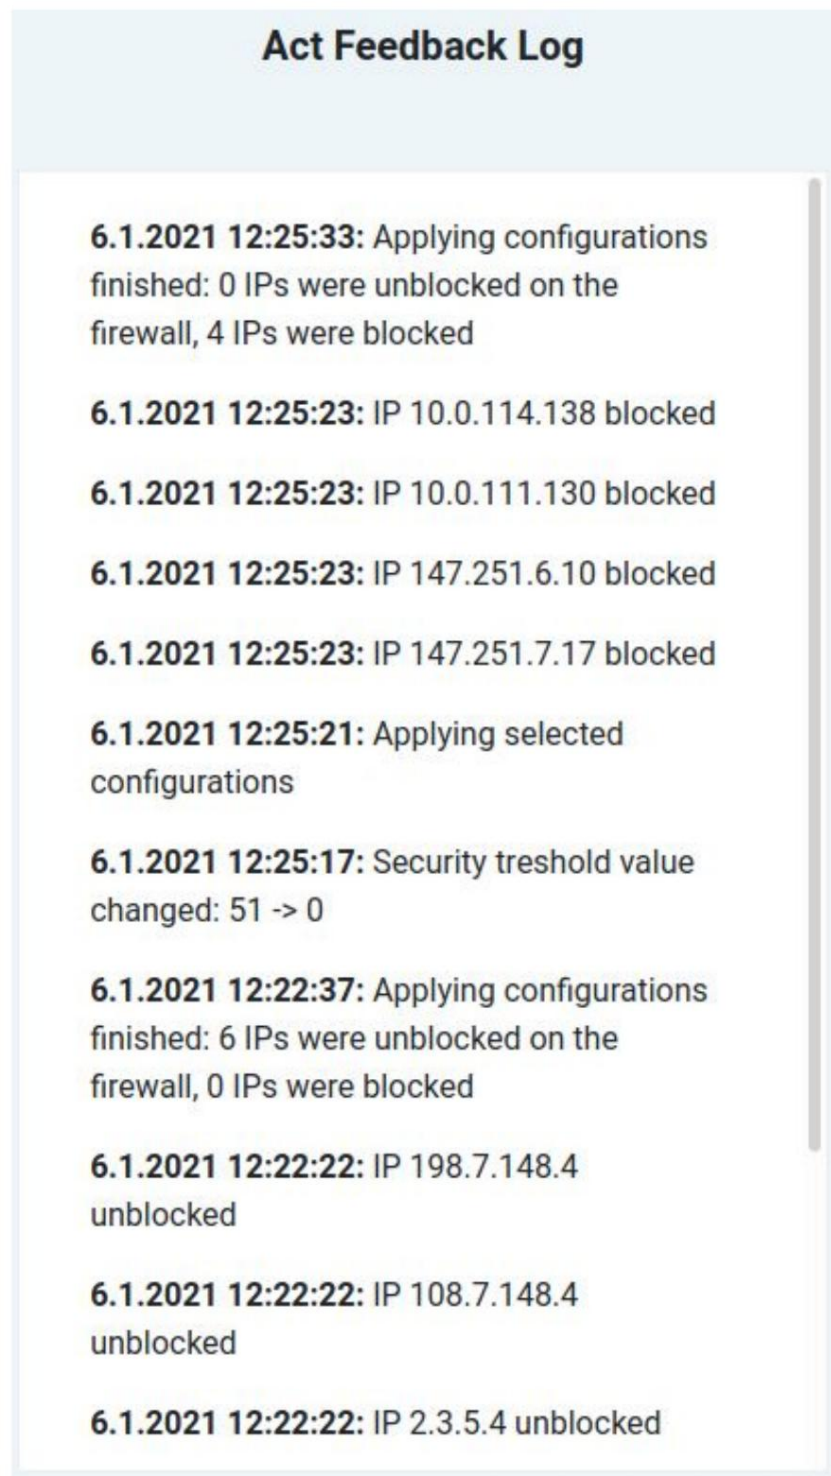 Act Feedback Log
6.1.2021 12:25:33: Applying configurations
finished: 0 IPs were unblocked on the
firewall, 4 IPs were blocked
6.1.2021 12:25:23: IP 10.0.114.138 blocked
6.1.2021 12:25:23: IP 10.0.111.130 blocked
6.1.2021 12:25:23: IP 147.251.6.10 blocked
6.1.2021 12:25:23: IP 147.251.7.17 blocked
6.1.2021 12:25:21: Applying selected
configurations
6.1.2021 12:25:17: Security treshold value
changed: 51 -> 0
6.1.2021 12:22:37: Applying configurations
finished: 6 IPs were unblocked on the
firewall, 0 IPs were blocked
6.1.2021 12:22:22: IP 198.7.148.4
unblocked
6.1.2021 12:22:22: IP 108.7.148.4
unblocked
6.1.2021 12:22:22: IP 2.3.5.4 unblocked